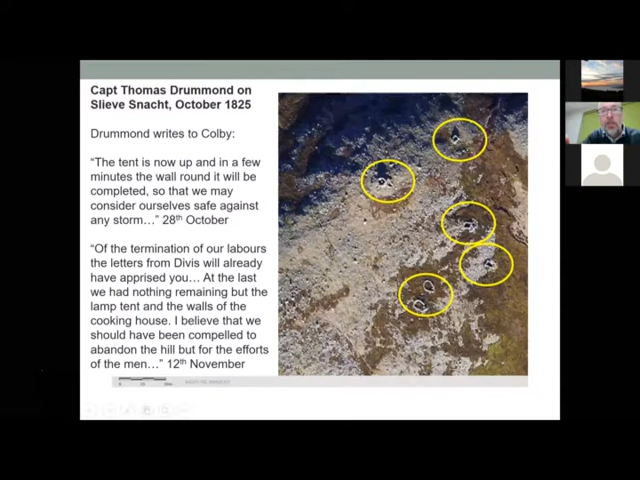 Capt Thomas Drummond on
Slieve Snacht, October 1825
Drummond writes to Colby:
“The tent is now up and in a few
minutes the wall round it will be
completed, so that we may
consider ourselves safe against
any storm…” 28th October
“Of the termination of our labours
the letters from Divis will already
have apprised you… At the last
we had nothing remaining but the
lamp tent and the walls of the
cooking house. I believe that we
should have been compelled to
abandon the hill but for the efforts
of the men…” 12th November